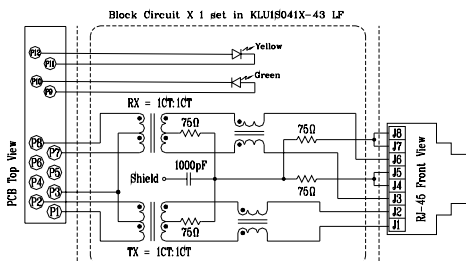 Block Circuit X 1 set in KLU1S041X-43 LF
P12
Yellow
P11
P10
Green
P9
RX = 1CT:1CT
75Ω
75Ω
P8
J8
P7
J7
P6
J6
P5
1000pF
J5
P4
Shield
J4
P3
75Ω
J3
P2
J2
P1
75Ω
J1
TX = 1CT:1CT
PCB Top View
RJ-45 Front View